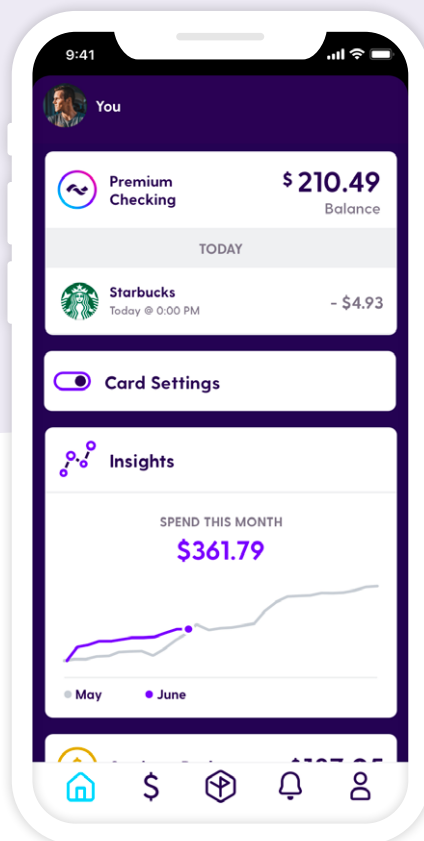 9:41
You
Premium
Checking
$ 210.49
Balance
TODAY
Starbucks
Today @ 0:00 PM
- $4.93
Card Settings
Insights
SPEND THIS MONTH
$361.79
May
June